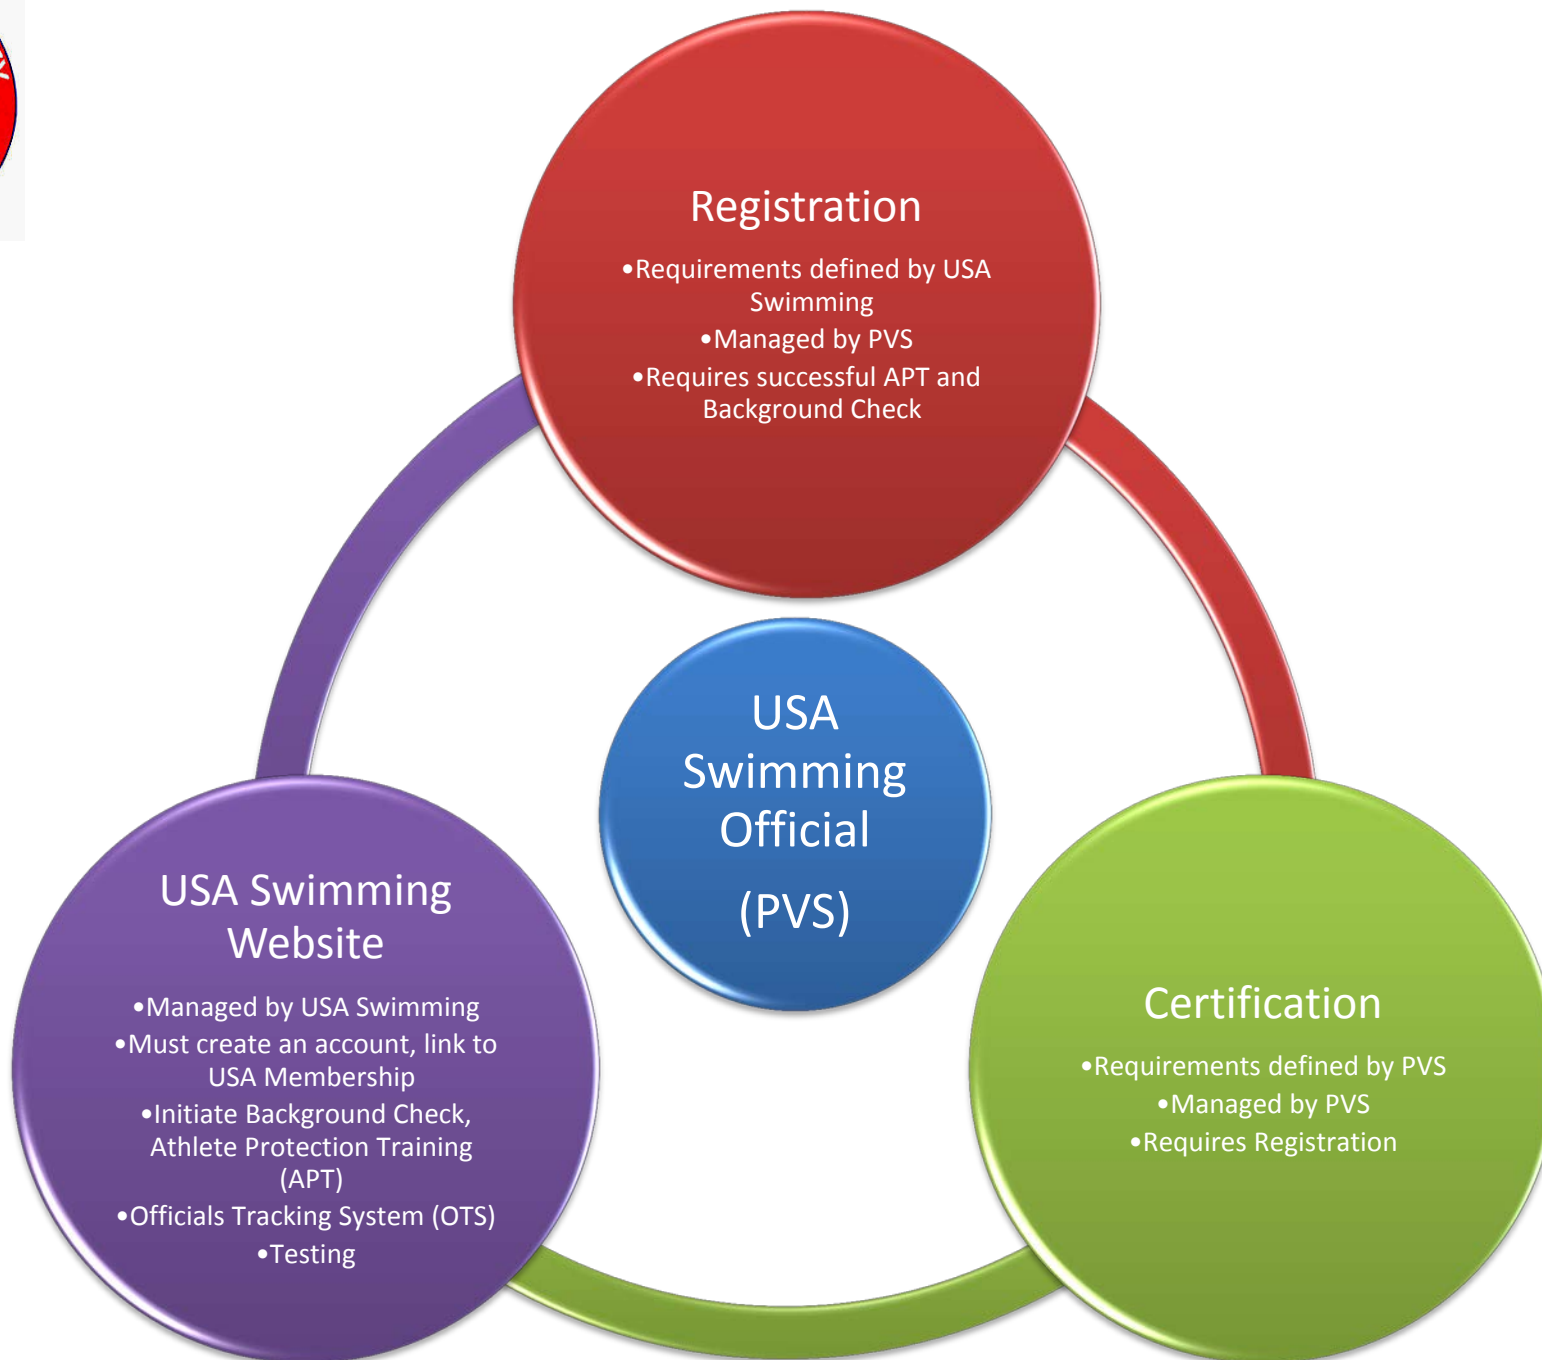 Registration
•Requirements defined by USA
Swimming
•Managed by PVS
•Requires successful APT and
Background Check
USA
Swimming
Official
(PVS)
USA Swimming
Website
•Managed by USA Swimming
•Must create an account, link to
USA Membership
•Initiate Background Check,
Athlete Protection Training
(APT)
•Officials Tracking System (OTS)
•Testing
Certification
•Requirements defined by PVS
•Managed by PVS
•Requires Registration